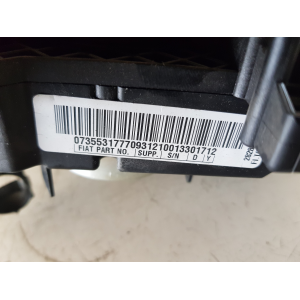 07355317770931210013301712
FIAT PART NO. SUPP. S/N D Y